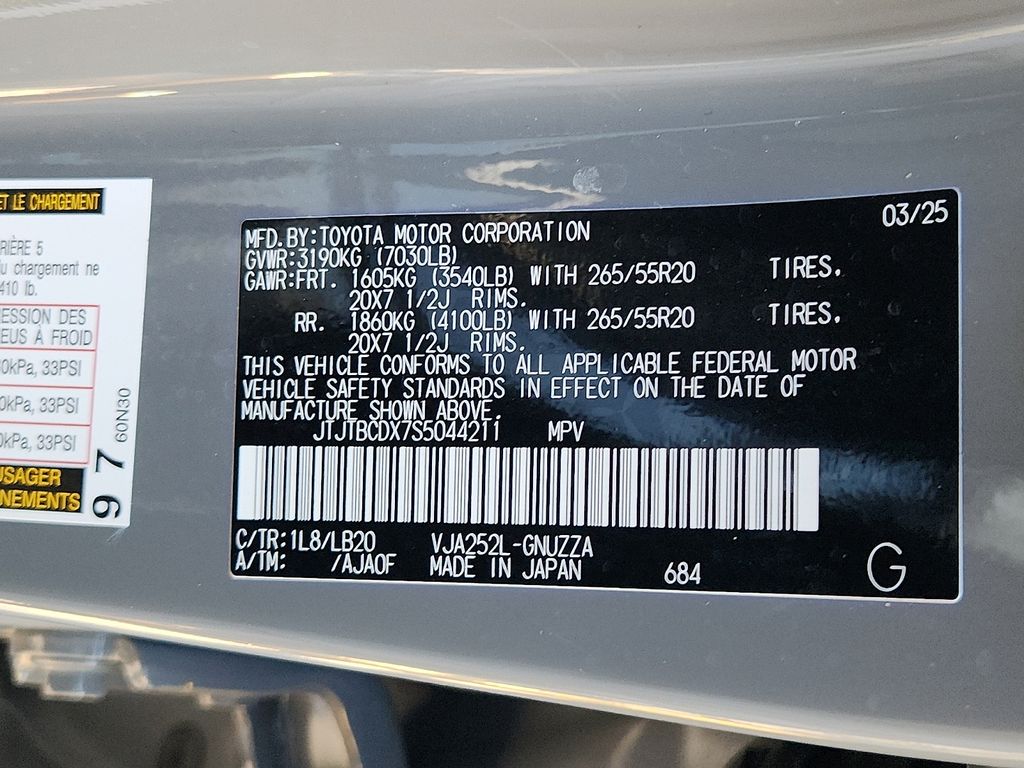 ET LE CHARGEMENT
RIÈRE 5
du chargement ne
410 lb.
ESSION DES
EUS À FROID
0kPa, 33PSI
0kPa, 33PSI
0kPa, 33PSI
USAGER
NEMENTS
60N30
97
03/25
MFD.BY:TOYOTA MOTOR CORPORATION
GVWR:3190KG (7030LB)
GAWR:FRT. 1605KG (3540LB) WITH 265/55R20 TIRES.
20X7 1/2J RIMS.
RR. 1860KG (4100LB) WITH 265/55R20 TIRES.
20X7 1/2J RIMS.
THIS VEHICLE CONFORMS TO ALL APPLICABLE FEDERAL MOTOR
VEHICLE SAFETY STANDARDS IN EFFECT ON THE DATE OF
MANUFACTURE SHOWN ABOVE.
JTJTBCDX7S5044211 MPV
C/TR:1L8/LB20 VJA252L-GNUZZA
A/TM: /AJA0F MADE IN JAPAN 684
G